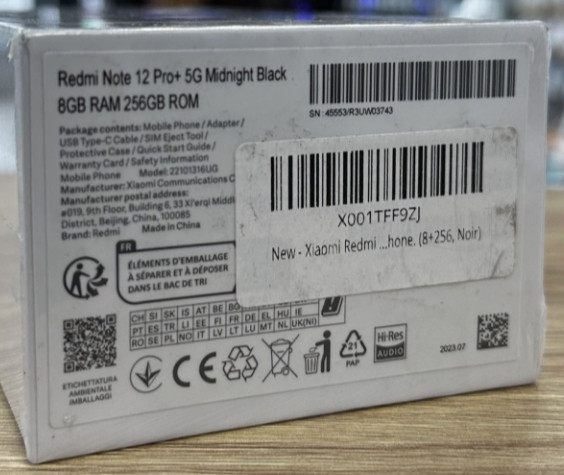 Redmi Note 12 Pro+ 5G Midnight Black
8GB RAM 256GB ROM
SN: 45553/R3UW03743
Package contents: Mobile Phone / Adapter /
USB Type-C Cable / SIM Eject Tool /
Protective Case / Quick Start Guide /
Warranty Card / Safety Information
Mobile Phone Model: 22101316UG
Manufacturer: Xiaomi Communications C
Manufacturer postal address:
#019, 9th Floor, Building 6, 33 Xi'erqi Middl
District, Beijing, China, 100085
Brand: Redmi Made in China
X001TFF9ZJ
New - Xiaomi Redmi ...hone. (8+256, Noir)
FR
ÉLÉMENTS D'EMBALLAGE
À SÉPARER ET À DÉPOSER
DANS LE BAC DE TRI
CH SI SK IS AT BE
PT ES TR LI EE FI FR DE EL HU IE
RO SE PL NO IT LV LT LU MT NL UK(NI)
ETICHETTATURA
AMBIENTALE
IMBALLAGGI
CE
21
PAP
Hi-Res
AUDIO
2023.07